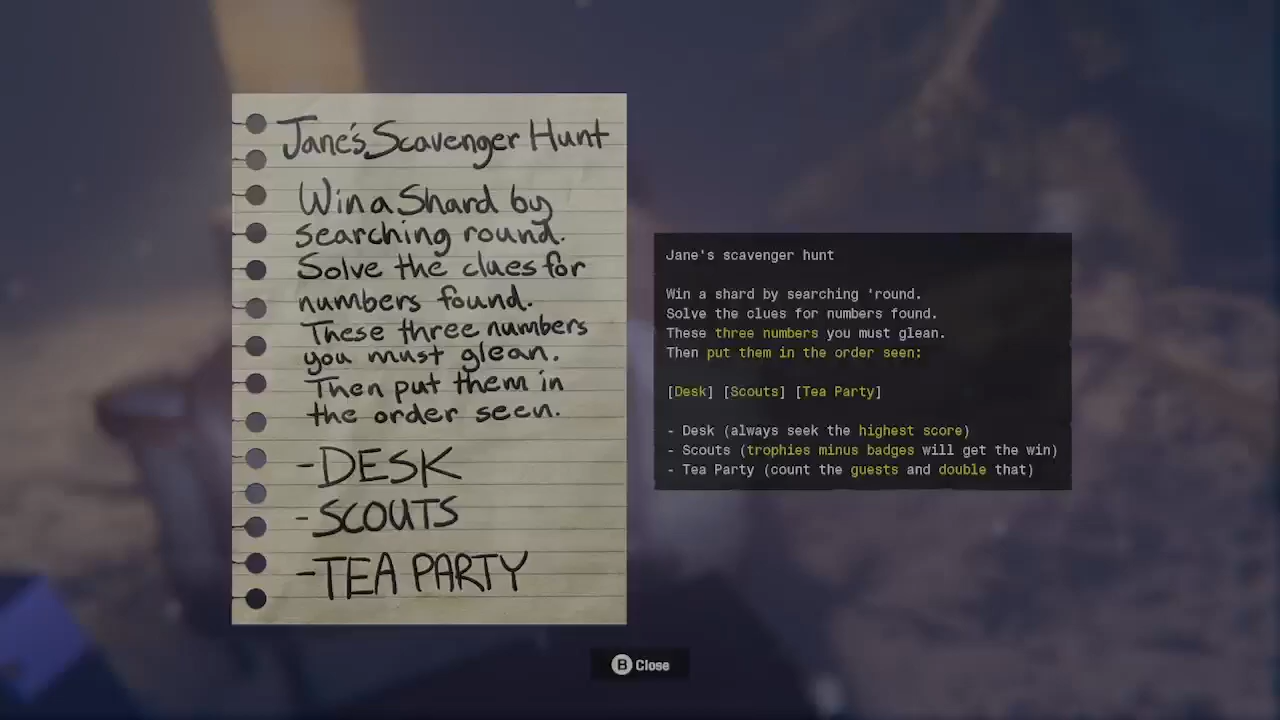 Jane's Scavenger Hunt
Win a Shard by
searching round.
Solve the clues for
numbers found.
These three numbers
you must glean.
Then put them in
the order seen.
-DESK
-SCOUTS
-TEA PARTY
Jane's scavenger hunt
Win a shard by searching 'round.
Solve the clues for numbers found.
These three numbers you must glean.
Then put them in the order seen:
[Desk] [Scouts] [Tea Party]
- Desk (always seek the highest score)
- Scouts (trophies minus badges will get the win)
- Tea Party (count the guests and double that)
B Close